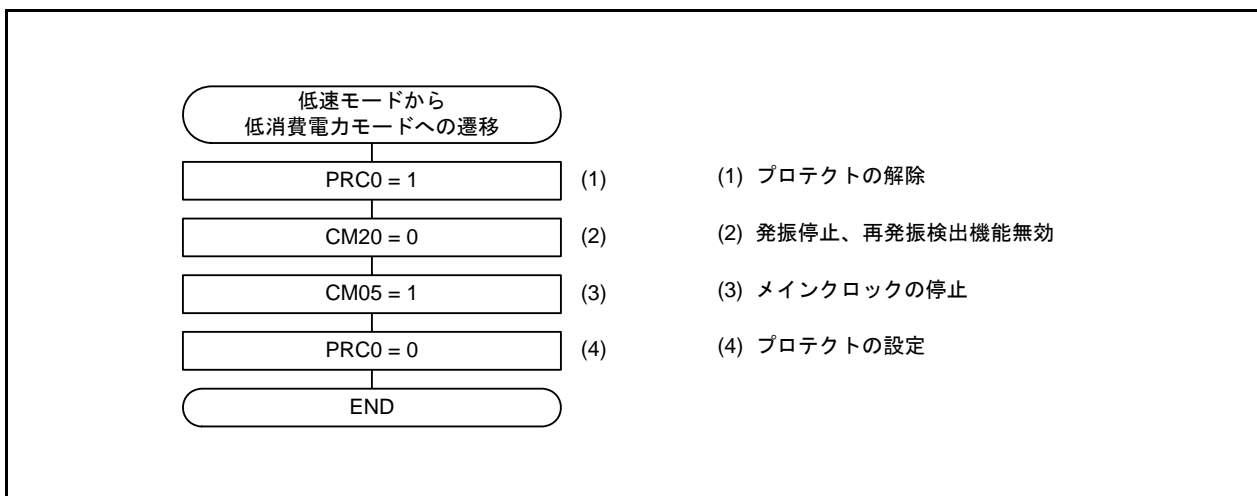 低速モードから
低消費電力モードへの遷移
PRC0 = 1 (1) (1) プロテクトの解除
CM20 = 0 (2) (2) 発振停止、再発振検出機能無効
CM05 = 1 (3) (3) メインクロックの停止
PRC0 = 0 (4) (4) プロテクトの設定
END